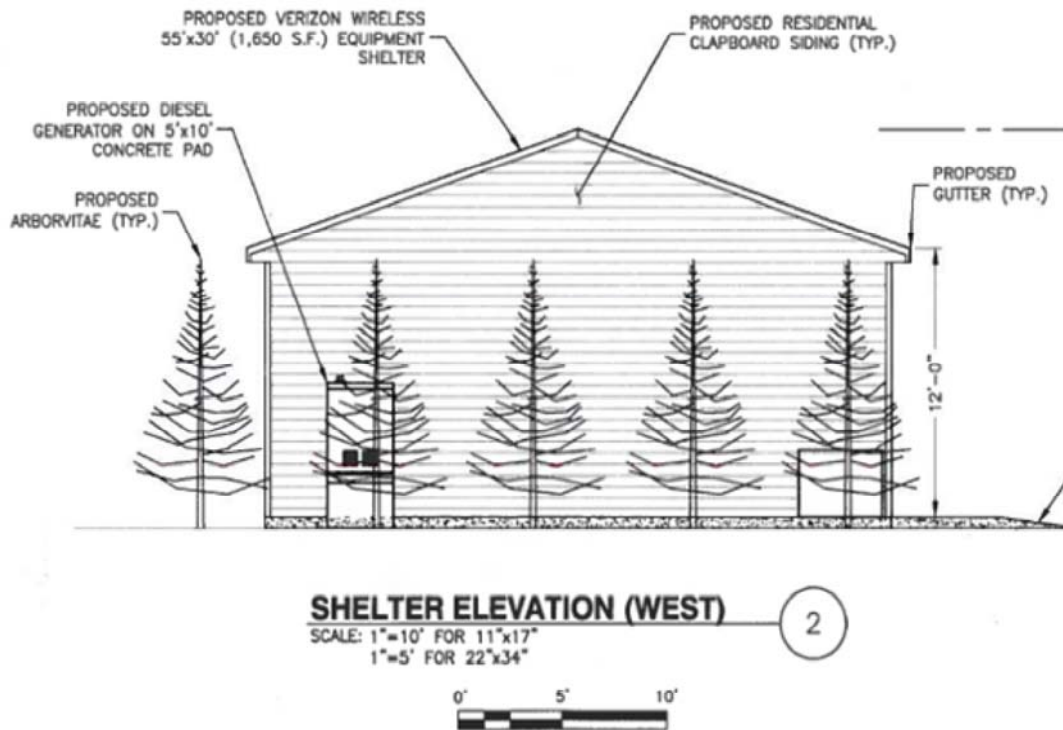 PROPOSED VERIZON WIRELESS
55'x30' (1,650 S.F.) EQUIPMENT
SHELTER
PROPOSED RESIDENTIAL
CLAPBOARD SIDING (TYP.)
PROPOSED DIESEL
GENERATOR ON 5'x10'
CONCRETE PAD
PROPOSED
ARBORVITAE (TYP.)
PROPOSED
GUTTER (TYP.)
12'-0"
SHELTER ELEVATION (WEST)
2
SCALE: 1"=10' FOR 11"x17"
1"=5' FOR 22"x34"
0' 5' 10'